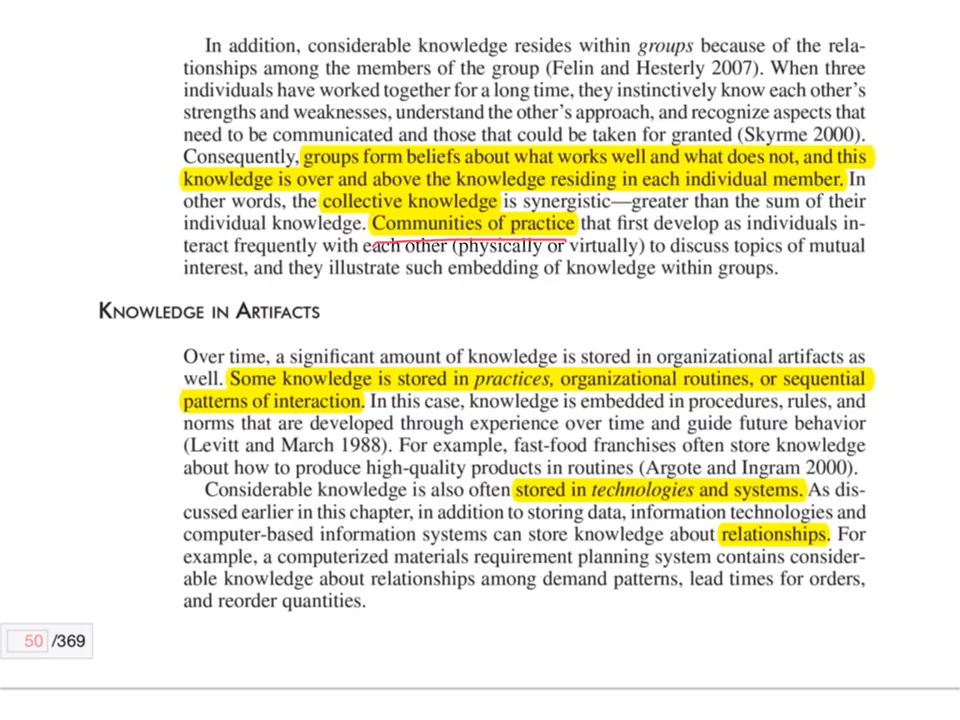 In addition, considerable knowledge resides within groups because of the rela-
tionships among the members of the group (Felin and Hesterly 2007). When three
individuals have worked together for a long time, they instinctively know each other's
strengths and weaknesses, understand the other's approach, and recognize aspects that
need to be communicated and those that could be taken for granted (Skyrme 2000).
Consequently, groups form beliefs about what works well and what does not, and this
knowledge is over and above the knowledge residing in each individual member. In
other words, the collective knowledge is synergistic—greater than the sum of their
individual knowledge. Communities of practice that first develop as individuals in-
teract frequently with each other (physically or virtually) to discuss topics of mutual
interest, and they illustrate such embedding of knowledge within groups.
Knowledge in Artifacts
Over time, a significant amount of knowledge is stored in organizational artifacts as
well. Some knowledge is stored in practices, organizational routines, or sequential
patterns of interaction. In this case, knowledge is embedded in procedures, rules, and
norms that are developed through experience over time and guide future behavior
(Levitt and March 1988). For example, fast-food franchises often store knowledge
about how to produce high-quality products in routines (Argote and Ingram 2000).
Considerable knowledge is also often stored in technologies and systems. As dis-
cussed earlier in this chapter, in addition to storing data, information technologies and
computer-based information systems can store knowledge about relationships. For
example, a computerized materials requirement planning system contains consider-
able knowledge about relationships among demand patterns, lead times for orders,
and reorder quantities.
50 /369